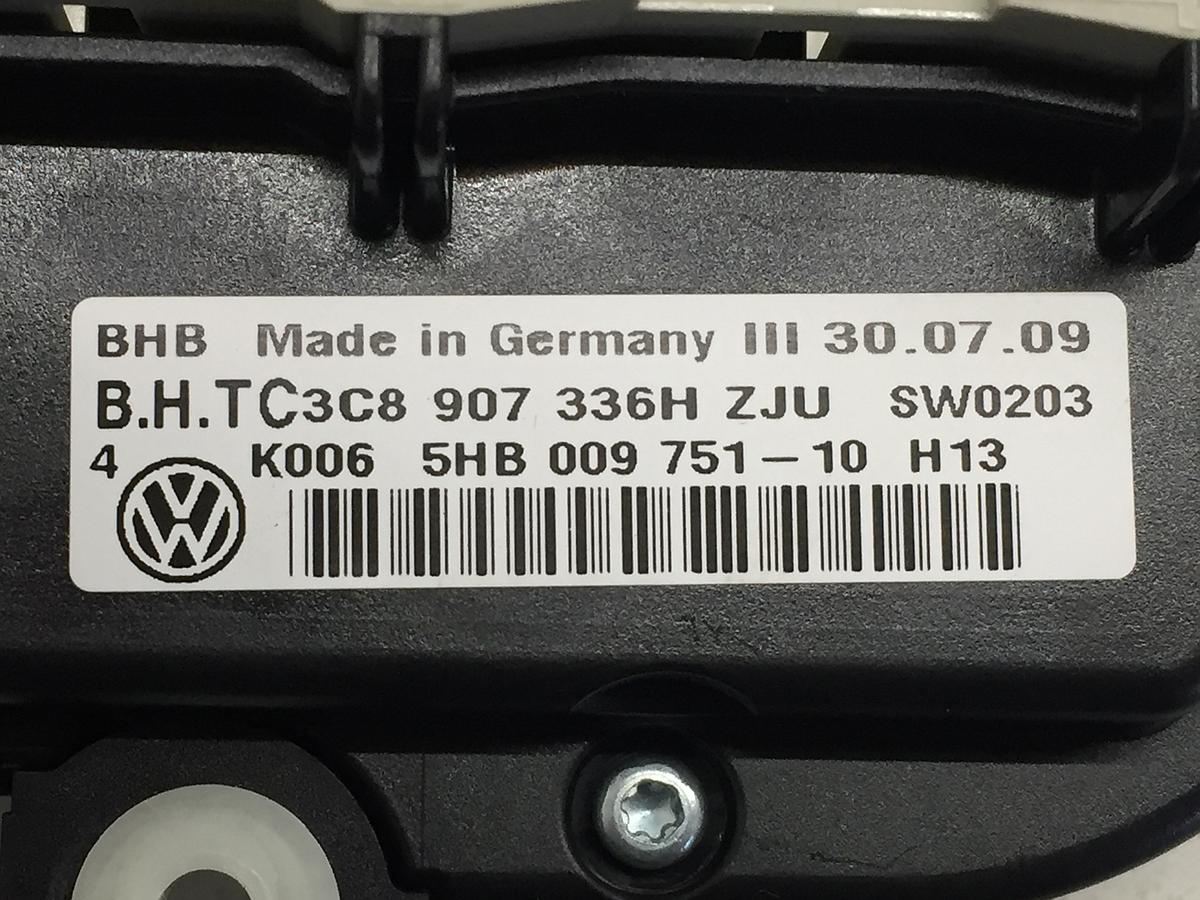 BHB Made in Germany III 30.07.09
B.H.TC3C8 907 336H ZJU SW0203
4 K006 5HB 009 751-10 H13